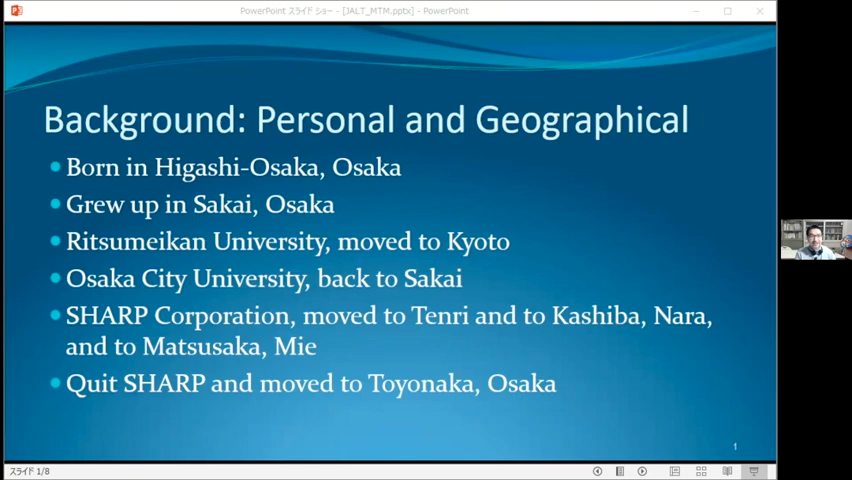 PowerPoint スライド ショー - [JALT_MTM.pptx] - PowerPoint
Background: Personal and Geographical
Born in Higashi-Osaka, Osaka
Grew up in Sakai, Osaka
Ritsumeikan University, moved to Kyoto
Osaka City University, back to Sakai
SHARP Corporation, moved to Tenri and to Kashiba, Nara,
and to Matsusaka, Mie
Quit SHARP and moved to Toyonaka, Osaka
1
スライド 1/8